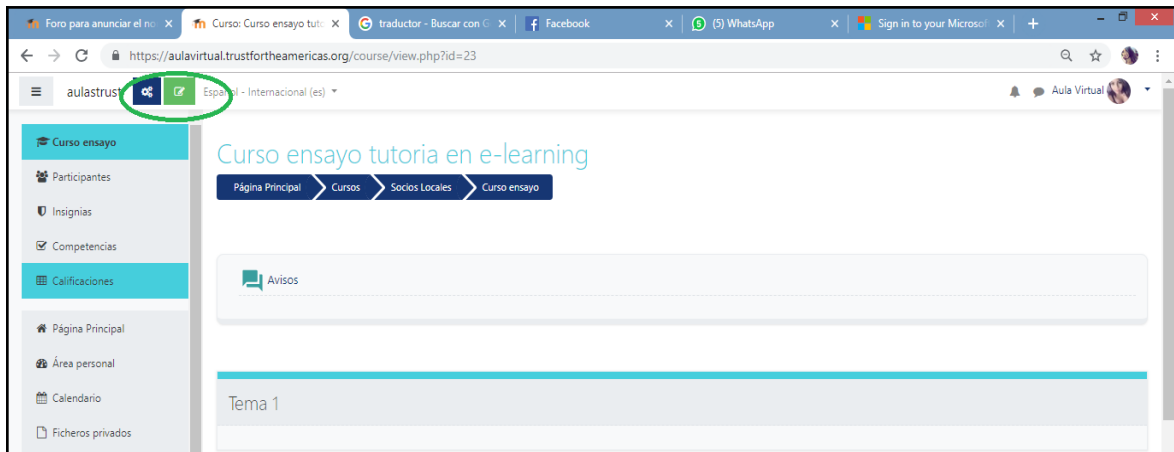 Foro para anunciar el no
Curso: Curso ensayo tuto
traductor - Buscar con G
Facebook
(5) WhatsApp
Sign in to your Microsoft
https://aulavirtual.trustfortheamericas.org/course/view.php?id=23
aulastrust
Español - Internacional (es)
Aula Virtual
Curso ensayo
Participantes
Insignias
Competencias
Calificaciones
Página Principal
Área personal
Calendario
Ficheros privados
Curso ensayo tutoria en e-learning
Página Principal Cursos Socios Locales Curso ensayo
Avisos
Tema 1